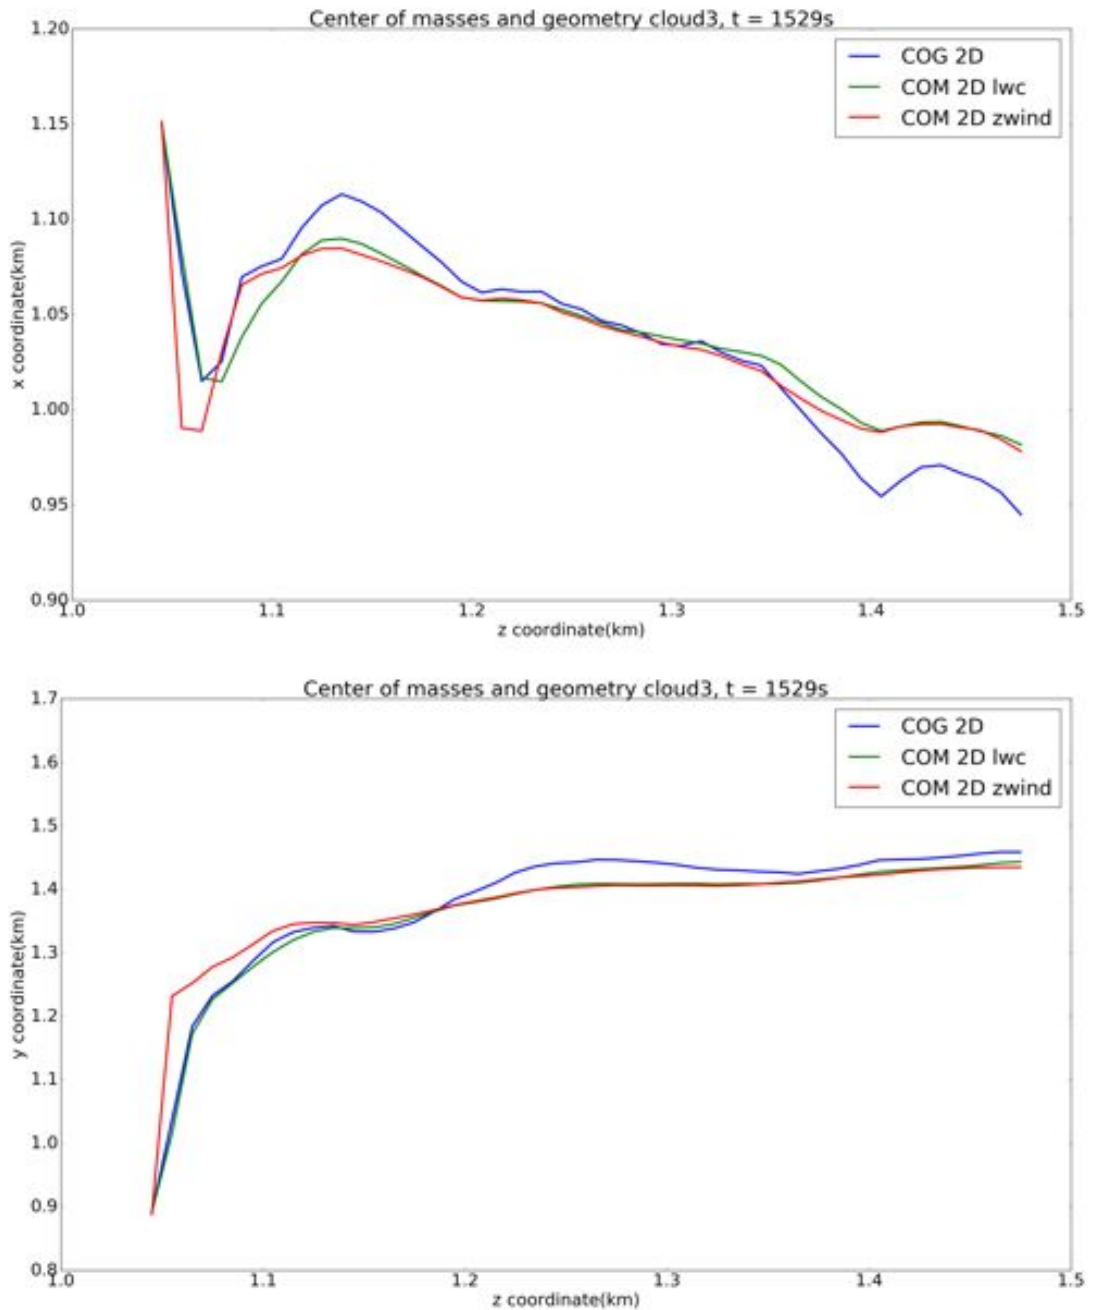 Center of masses and geometry cloud3, t = 1529s
1.20
1.15
1.10
1.05
1.00
0.95
0.90
x coordinate(km)
COG 2D
COM 2D lwc
COM 2D zwind
1.0 1.1 1.2 1.3 1.4 1.5
z coordinate(km)
Center of masses and geometry cloud3, t = 1529s
1.7
1.6
1.5
1.4
1.3
1.2
1.1
1.0
0.9
0.8
y coordinate(km)
COG 2D
COM 2D lwc
COM 2D zwind
1.0 1.1 1.2 1.3 1.4 1.5
z coordinate(km)